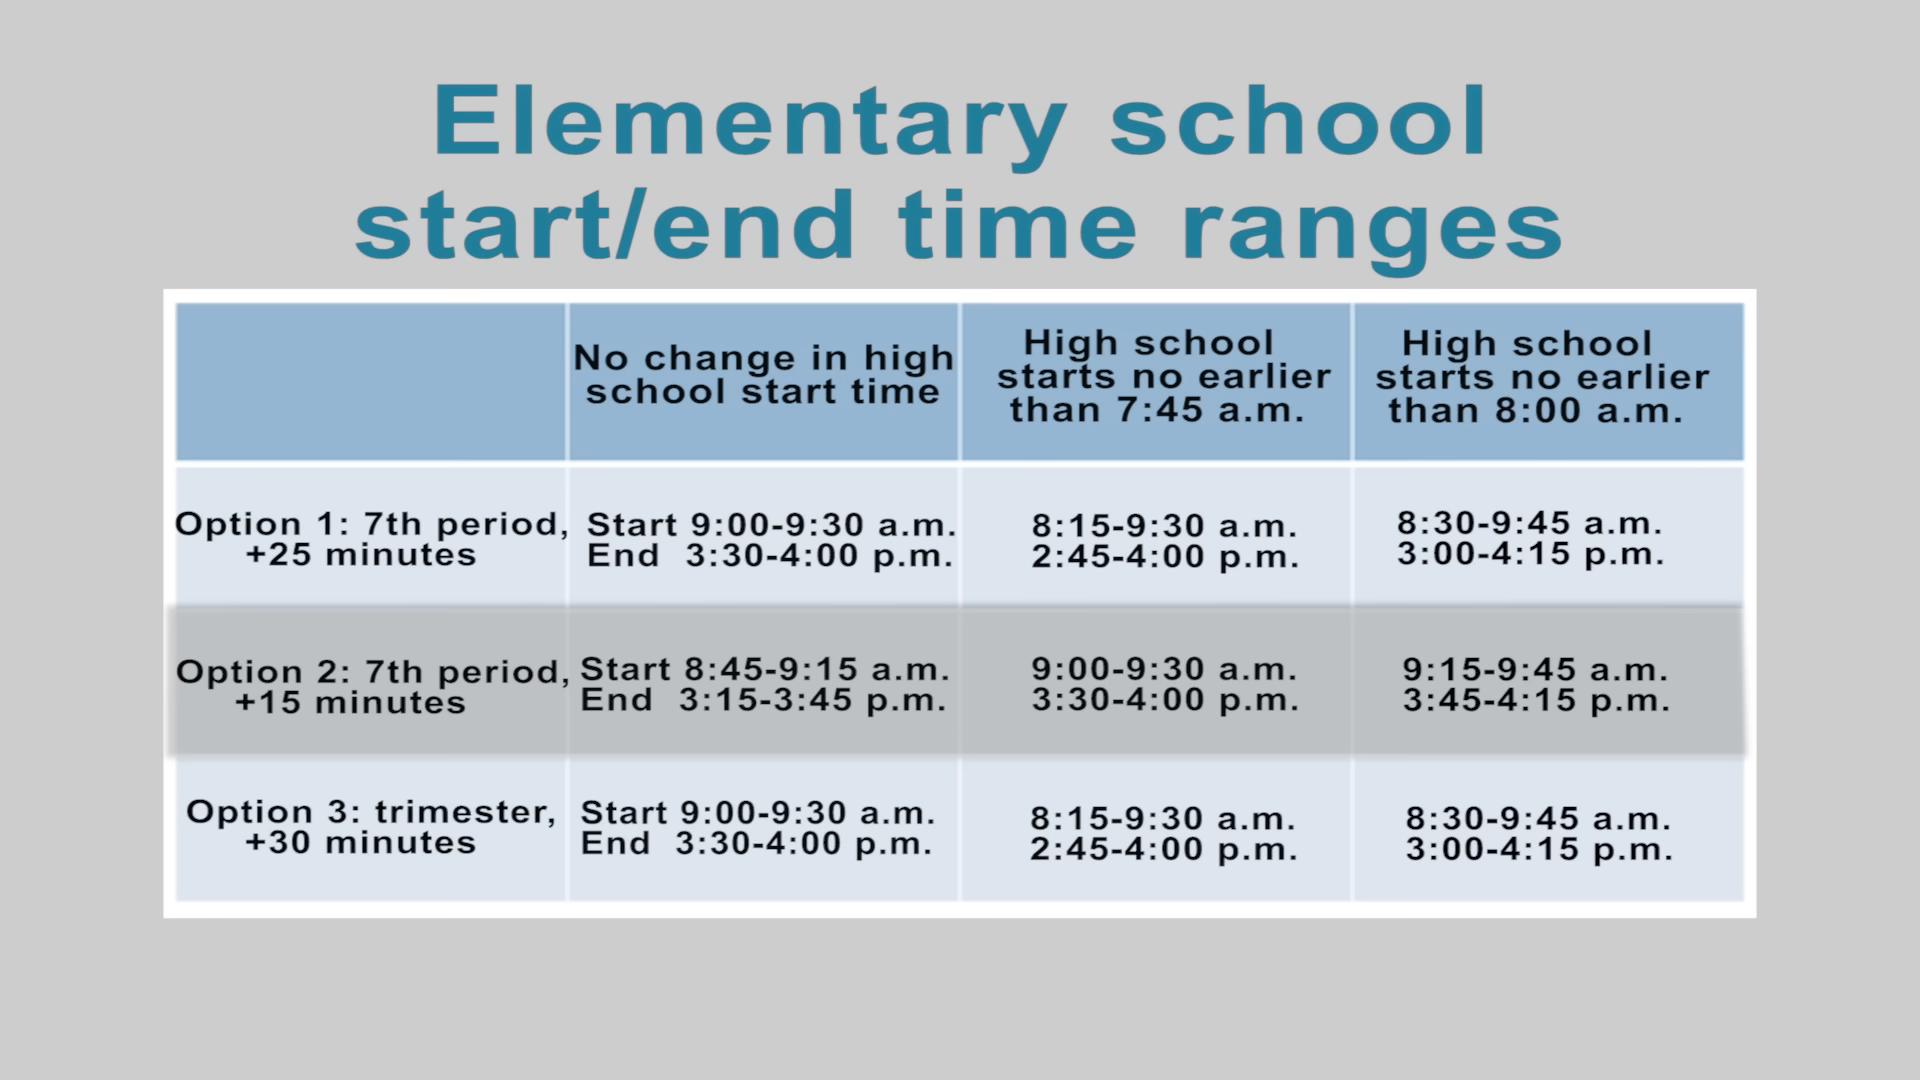 Elementary school
start/end time ranges
No change in high
school start time
High school
starts no earlier
than 7:45 a.m.
High school
starts no earlier
than 8:00 a.m.
Option 1: 7th period,
+25 minutes
Start 9:00-9:30 a.m.
End 3:30-4:00 p.m.
8:15-9:30 a.m.
2:45-4:00 p.m.
8:30-9:45 a.m.
3:00-4:15 p.m.
Option 2: 7th period,
+15 minutes
Start 8:45-9:15 a.m.
End 3:15-3:45 p.m.
9:00-9:30 a.m.
3:30-4:00 p.m.
9:15-9:45 a.m.
3:45-4:15 p.m.
Option 3: trimester,
+30 minutes
Start 9:00-9:30 a.m.
End 3:30-4:00 p.m.
8:15-9:30 a.m.
2:45-4:00 p.m.
8:30-9:45 a.m.
3:00-4:15 p.m.